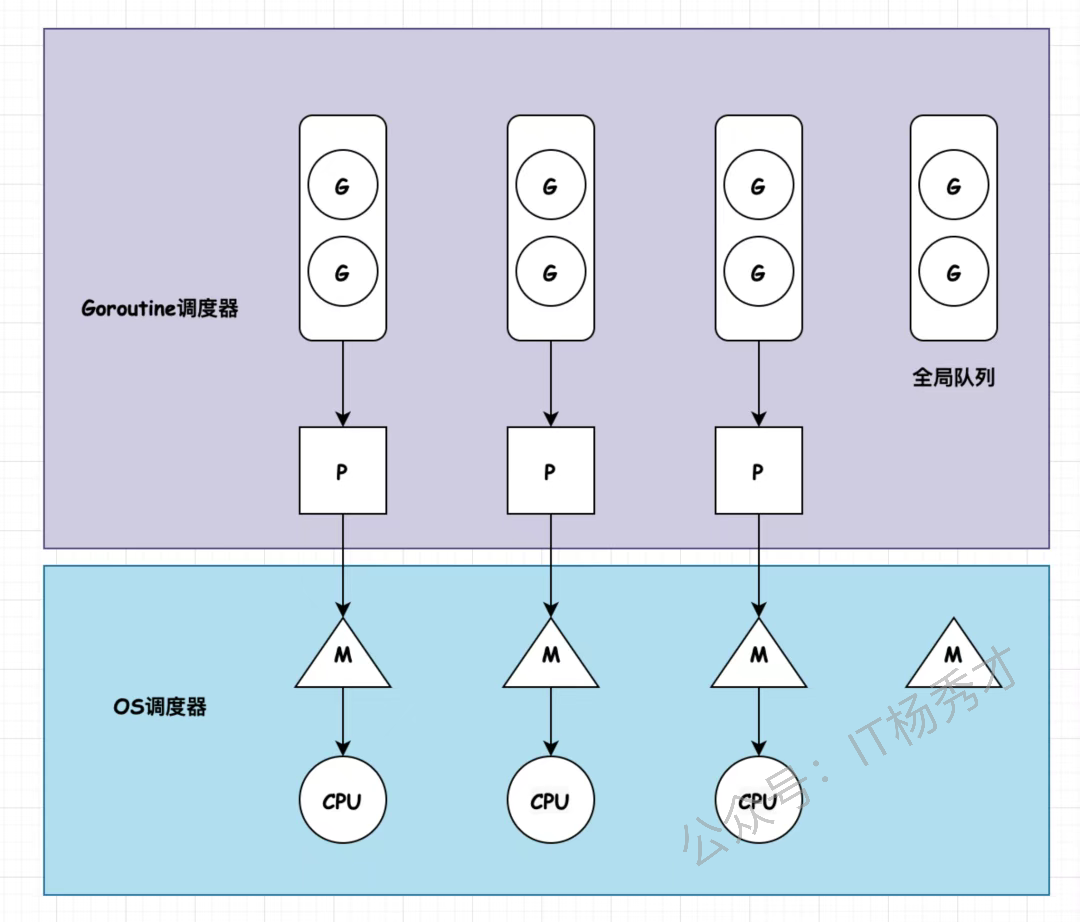 G G G G
G G G G
Goroutine调度器
全局队列
P P P
M M M M
OS调度器
CPU CPU CPU
公众号：IT杨秀才